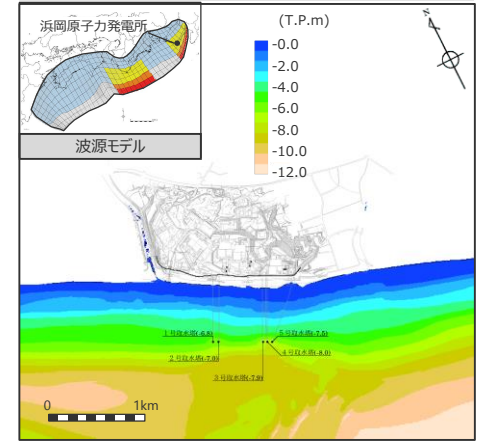 浜岡原子力発電所
波源モデル
(T.P.m)
-0.0
-2.0
-4.0
-6.0
-8.0
-10.0
-12.0
N
1号取水塔(-6.8)
5号取水塔(-7.5)
2号取水塔(-7.9)
4号取水塔(-8.0)
3号取水塔(-7.9)
0 1km